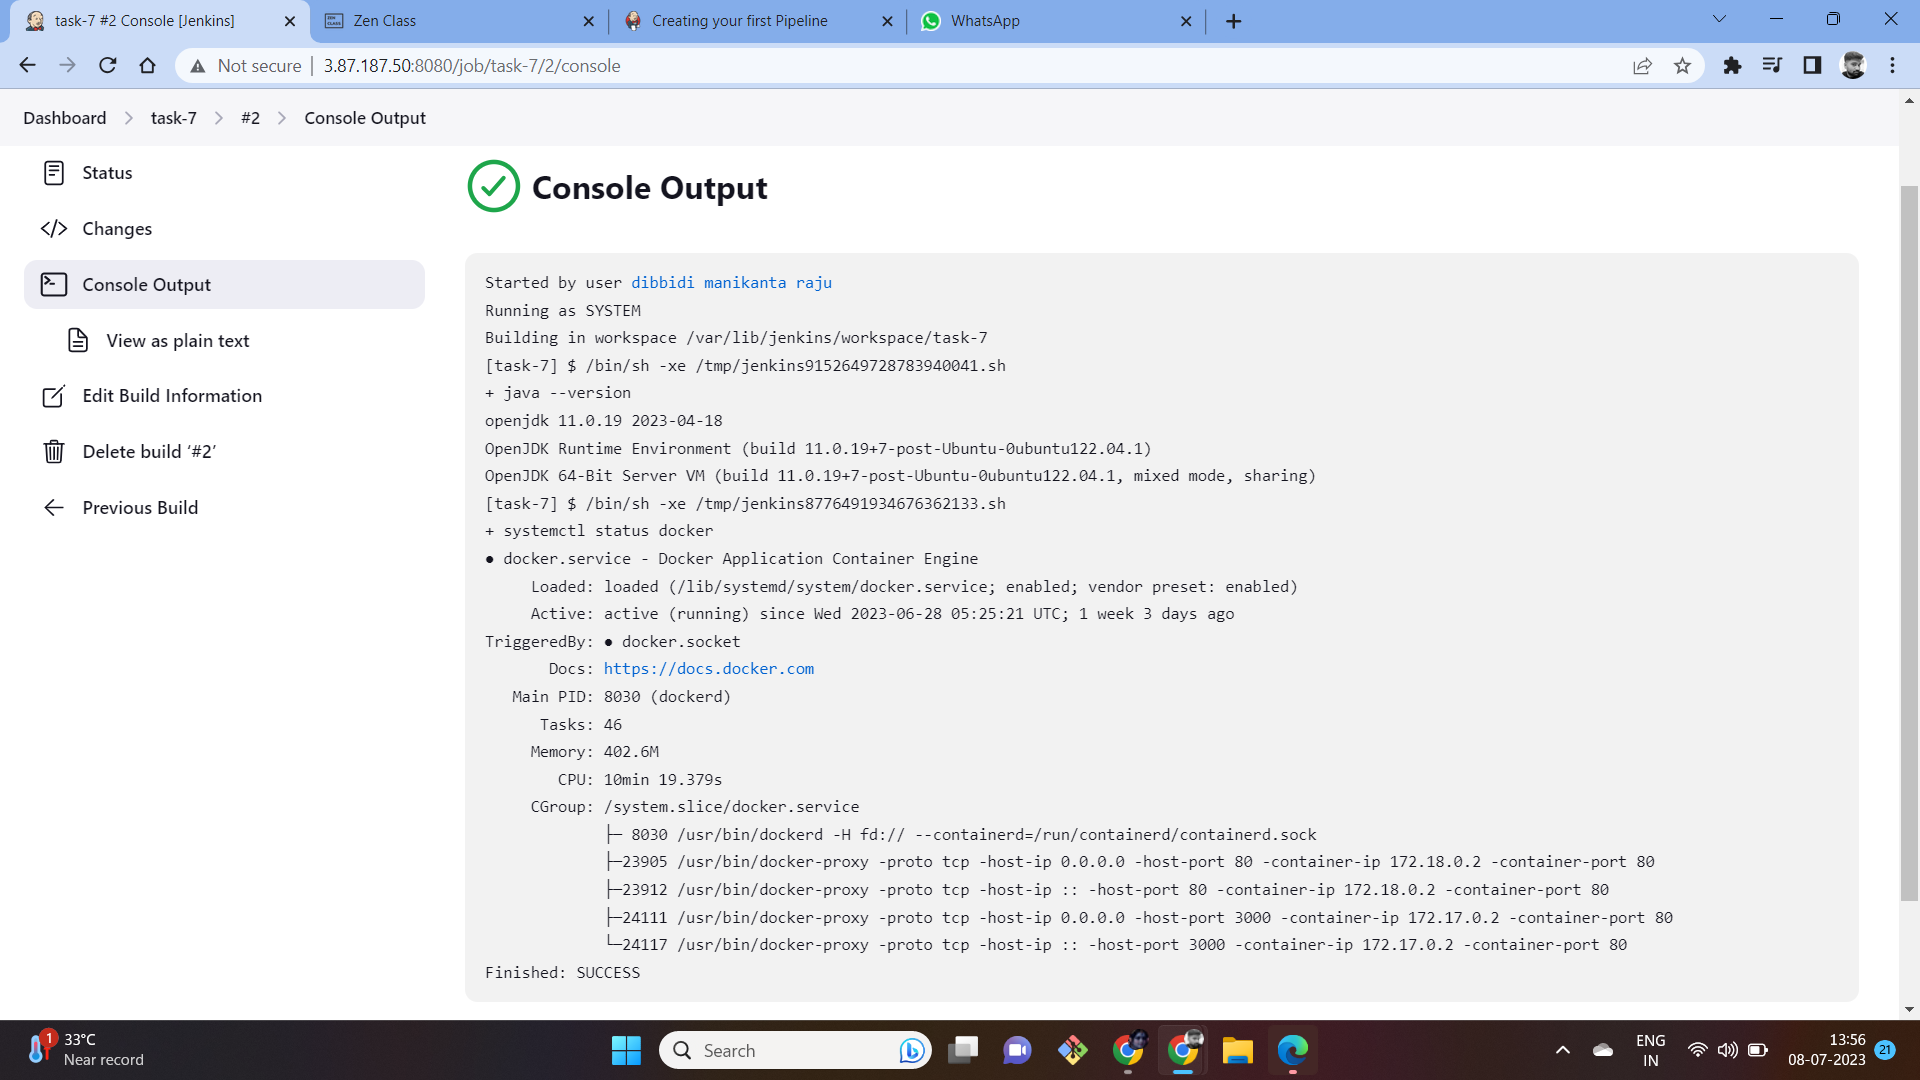 task-7 #2 Console [Jenkins]
Zen Class
Creating your first Pipeline
WhatsApp
Not secure
3.87.187.50:8080/job/task-7/2/console
Dashboard > task-7 > #2 > Console Output
Status
Changes
Console Output
View as plain text
Edit Build Information
Delete build ‘#2’
Previous Build
Console Output
Started by user dibbidi manikanta raju
Running as SYSTEM
Building in workspace /var/lib/jenkins/workspace/task-7
[task-7] $ /bin/sh -xe /tmp/jenkins9152649728783940041.sh
+ java --version
openjdk 11.0.19 2023-04-18
OpenJDK Runtime Environment (build 11.0.19+7-post-Ubuntu-0ubuntu122.04.1)
OpenJDK 64-Bit Server VM (build 11.0.19+7-post-Ubuntu-0ubuntu122.04.1, mixed mode, sharing)
[task-7] $ /bin/sh -xe /tmp/jenkins8776491934676362133.sh
+ systemctl status docker
● docker.service - Docker Application Container Engine
Loaded: loaded (/lib/systemd/system/docker.service; enabled; vendor preset: enabled)
Active: active (running) since Wed 2023-06-28 05:25:21 UTC; 1 week 3 days ago
TriggeredBy: ● docker.socket
Docs: https://docs.docker.com
Main PID: 8030 (dockerd)
Tasks: 46
Memory: 402.6M
CPU: 10min 19.379s
CGroup: /system.slice/docker.service
├─ 8030 /usr/bin/dockerd -H fd:// --containerd=/run/containerd/containerd.sock
├─23905 /usr/bin/docker-proxy -proto tcp -host-ip 0.0.0.0 -host-port 80 -container-ip 172.18.0.2 -container-port 80
├─23912 /usr/bin/docker-proxy -proto tcp -host-ip :: -host-port 80 -container-ip 172.18.0.2 -container-port 80
├─24111 /usr/bin/docker-proxy -proto tcp -host-ip 0.0.0.0 -host-port 3000 -container-ip 172.17.0.2 -container-port 80
└─24117 /usr/bin/docker-proxy -proto tcp -host-ip :: -host-port 3000 -container-ip 172.17.0.2 -container-port 80
Finished: SUCCESS
1
33°C
Near record
Search
ENG
IN
13:56
08-07-2023
21